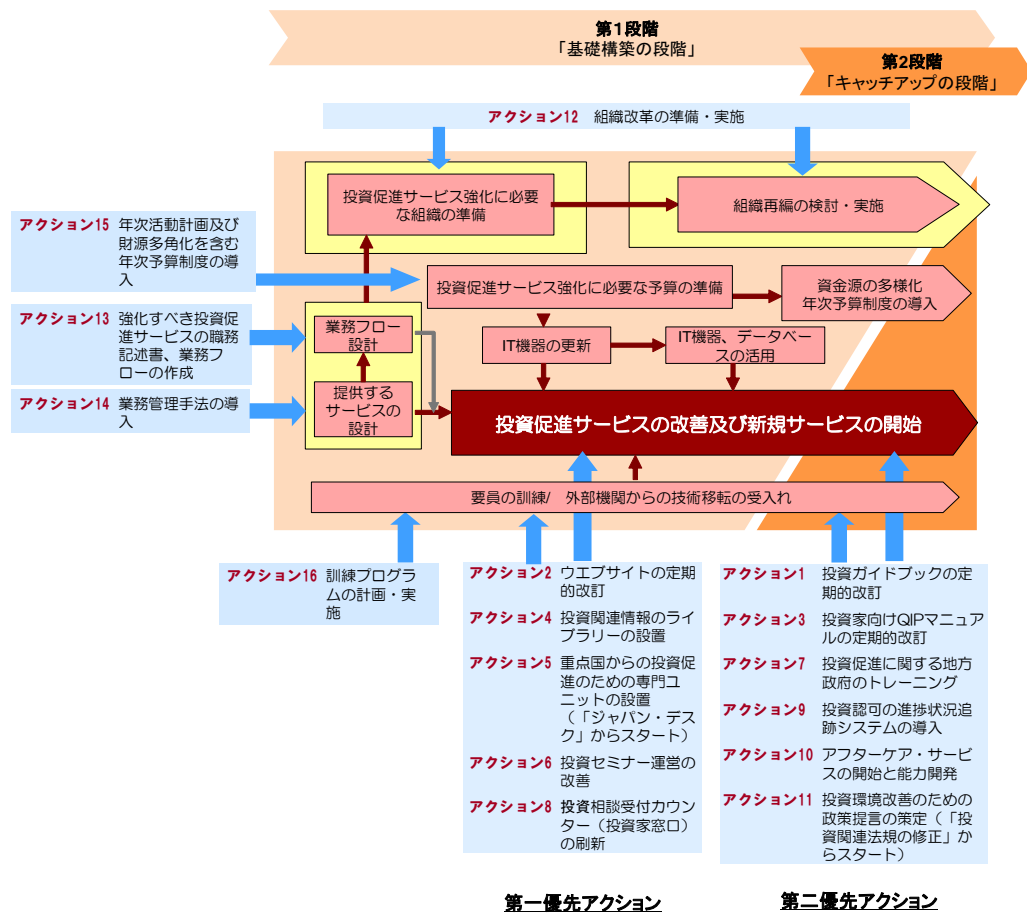 第1段階
「基礎構築の段階」
第2段階
「キャッチアップの段階」
アクション12 組織改革の準備・実施
投資促進サービス強化に必要
な組織の準備
組織再編の検討・実施
アクション15 年次活動計画及び
財源多角化を含む
年次予算制度の導
入
投資促進サービス強化に必要な予算の準備
資金源の多様化
年次予算制度の導入
アクション13 強化すべき投資促
進サービスの職務
記述書、業務フ
ローの作成
業務フロー
設計
IT機器の更新
IT機器、データベ
ースの活用
アクション14 業務管理手法の導
入
提供する
サービスの
設計
投資促進サービスの改善及び新規サービスの開始
要員の訓練/ 外部機関からの技術移転の受入れ
アクション16 訓練プログラ
ムの計画・実
施
アクション2 ウエブサイトの定期
的改訂
アクション4 投資関連情報のライ
ブラリーの設置
アクション5 重点国からの投資促
進のための専門ユ
ニットの設置
（「ジャパン・デス
ク」からスタート）
アクション6 投資セミナー運営の
改善
アクション8 投資相談受付カウン
ター（投資家窓口）
の刷新
アクション1 投資ガイドブックの定
期的改訂
アクション3 投資家向けQIPマニュア
ルの定期的改訂
アクション7 投資促進に関する地方
政府のトレーニング
アクション9 投資認可の進捗状況追
跡システムの導入
アクション10 アフターケア・サービ
スの開始と能力開発
アクション11 投資環境改善のための
政策提言の策定（「投
資関連法規の修正」か
らスタート）
第一優先アクション
第二優先アクション